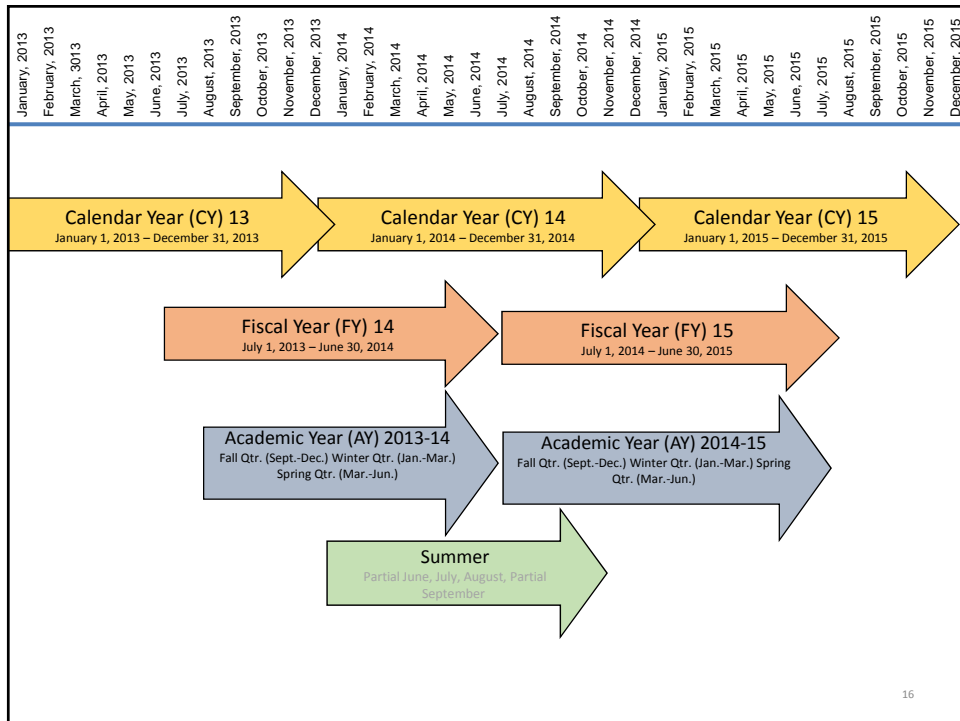 January, 2013
February, 2013
March, 3013
April, 2013
May, 2013
June, 2013
July, 2013
August, 2013
September, 2013
October, 2013
November, 2013
December, 2013
January, 2014
February, 2014
March, 2014
April, 2014
May, 2014
June, 2014
July, 2014
August, 2014
September, 2014
October, 2014
November, 2014
December, 2014
January, 2015
February, 2015
March, 2015
April, 2015
May, 2015
June, 2015
July, 2015
August, 2015
September, 2015
October, 2015
November, 2015
December, 2015
Calendar Year (CY) 13
January 1, 2013 – December 31, 2013
Calendar Year (CY) 14
January 1, 2014 – December 31, 2014
Calendar Year (CY) 15
January 1, 2015 – December 31, 2015
Fiscal Year (FY) 14
July 1, 2013 – June 30, 2014
Fiscal Year (FY) 15
July 1, 2014 – June 30, 2015
Academic Year (AY) 2013-14
Fall Qtr. (Sept.-Dec.) Winter Qtr. (Jan.-Mar.)
Spring Qtr. (Mar.-Jun.)
Academic Year (AY) 2014-15
Fall Qtr. (Sept.-Dec.) Winter Qtr. (Jan.-Mar.) Spring
Qtr. (Mar.-Jun.)
Summer
Partial June, July, August, Partial
September
16